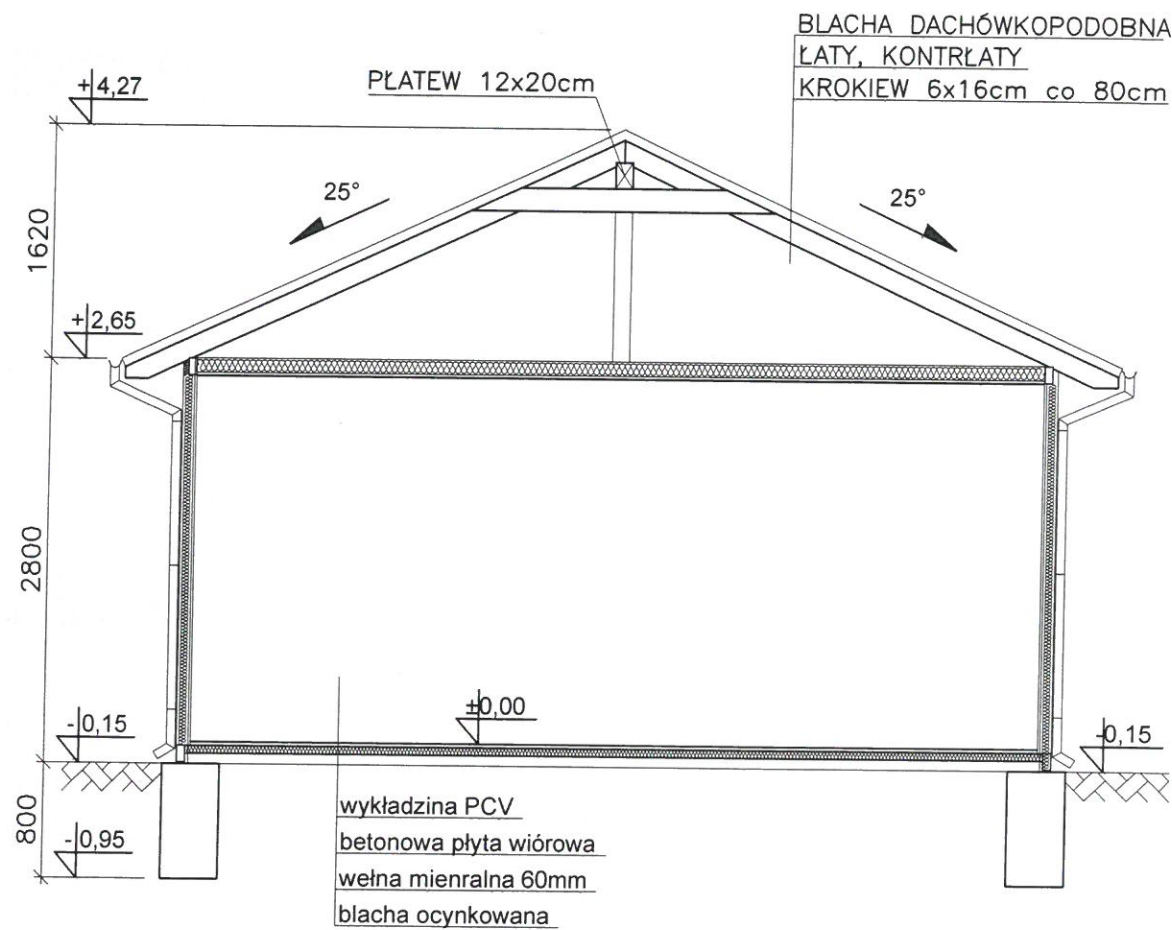 BLACHA DACHÓWKOPODOBNA
ŁATY, KONTRŁATY
KROKIEW 6x16cm co 80cm
PŁATEW 12x20cm
+4,27
25°
25°
1620
+2,65
2800
±0,00
-0,15
-0,15
800
-0,95
wykładzina PCV
betonowa płyta wiórowa
wełna mienralna 60mm
blacha ocynkowana